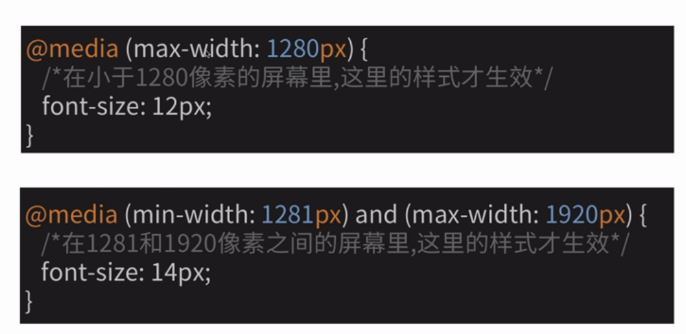 @media (max-width: 1280px) {
/*在小于1280像素的屏幕里,这里的样式才生效*/
font-size: 12px;
}
@media (min-width: 1281px) and (max-width: 1920px) {
/*在1281和1920像素之间的屏幕里,这里的样式才生效*/
font-size: 14px;
}